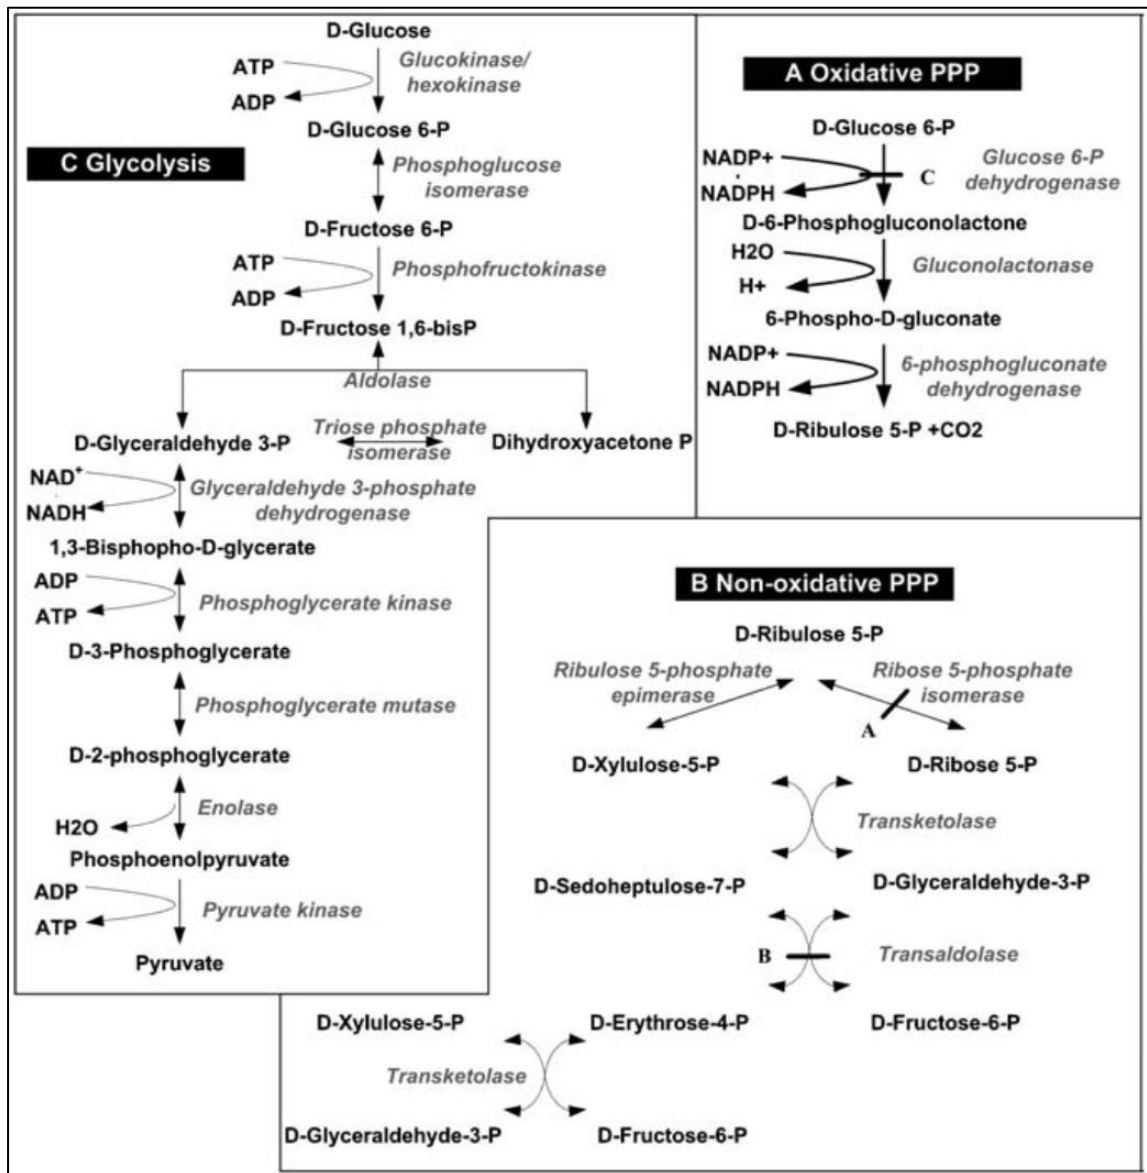 D-Glucose
ATP
ADP
Glucokinase/
hexokinase
D-Glucose 6-P
C Glycolysis
Phosphoglucose
isomerase
D-Fructose 6-P
ATP
ADP
Phosphofructokinase
D-Fructose 1,6-bisP
Aldolase
D-Glyceraldehyde 3-P
Triose phosphate
isomerase
Dihydroxyacetone P
NAD+
NADH
Glyceraldehyde 3-phosphate
dehydrogenase
1,3-Bisphopho-D-glycerate
ADP
ATP
Phosphoglycerate kinase
D-3-Phosphoglycerate
Phosphoglycerate mutase
D-2-phosphoglycerate
Enolase
H2O
Phosphoenolpyruvate
ADP
ATP
Pyruvate kinase
Pyruvate
A Oxidative PPP
D-Glucose 6-P
NADP+
NADPH
C
Glucose 6-P
dehydrogenase
D-6-Phosphogluconolactone
H2O
H+
Gluconolactonase
6-Phospho-D-gluconate
NADP+
NADPH
6-phosphogluconate
dehydrogenase
D-Ribulose 5-P +CO2
B Non-oxidative PPP
D-Ribulose 5-P
Ribulose 5-phosphate
epimerase
Ribose 5-phosphate
isomerase
A
D-Xylulose-5-P
D-Ribose 5-P
Transketolase
D-Sedoheptulose-7-P
D-Glyceraldehyde-3-P
B
Transaldolase
D-Xylulose-5-P
D-Erythrose-4-P
D-Fructose-6-P
Transketolase
D-Glyceraldehyde-3-P
D-Fructose-6-P